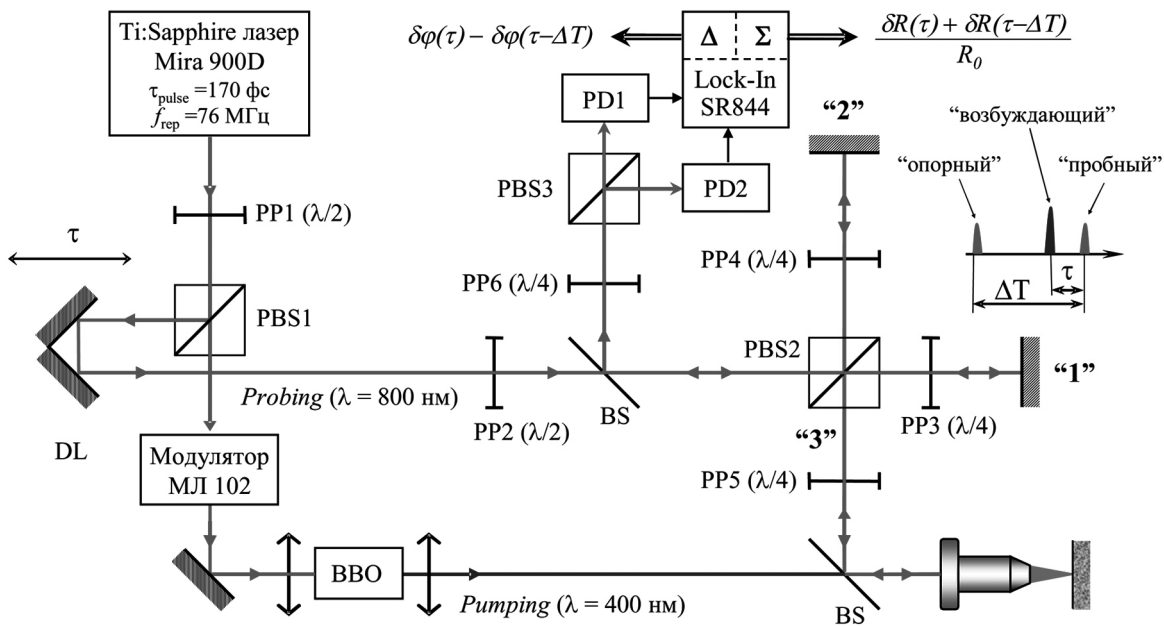 Ti:Sapphire лазер
Mira 900D
τpulse =170 фс
frep =76 МГц
δφ(τ) − δφ(τ−ΔT)
Δ Σ
δR(τ) + δR(τ−ΔT)
R0
Lock-In
SR844
PD1
“2”
“возбуждающий”
“опорный”
“пробный”
PBS3
PD2
PP1 (λ/2)
τ
PP4 (λ/4)
PP6 (λ/4)
τ
ΔT
PBS1
PBS2
“1”
Probing (λ = 800 нм)
BS
PP2 (λ/2)
“3”
PP3 (λ/4)
DL
Модулятор
МЛ 102
PP5 (λ/4)
BBO
Pumping (λ = 400 нм)
BS